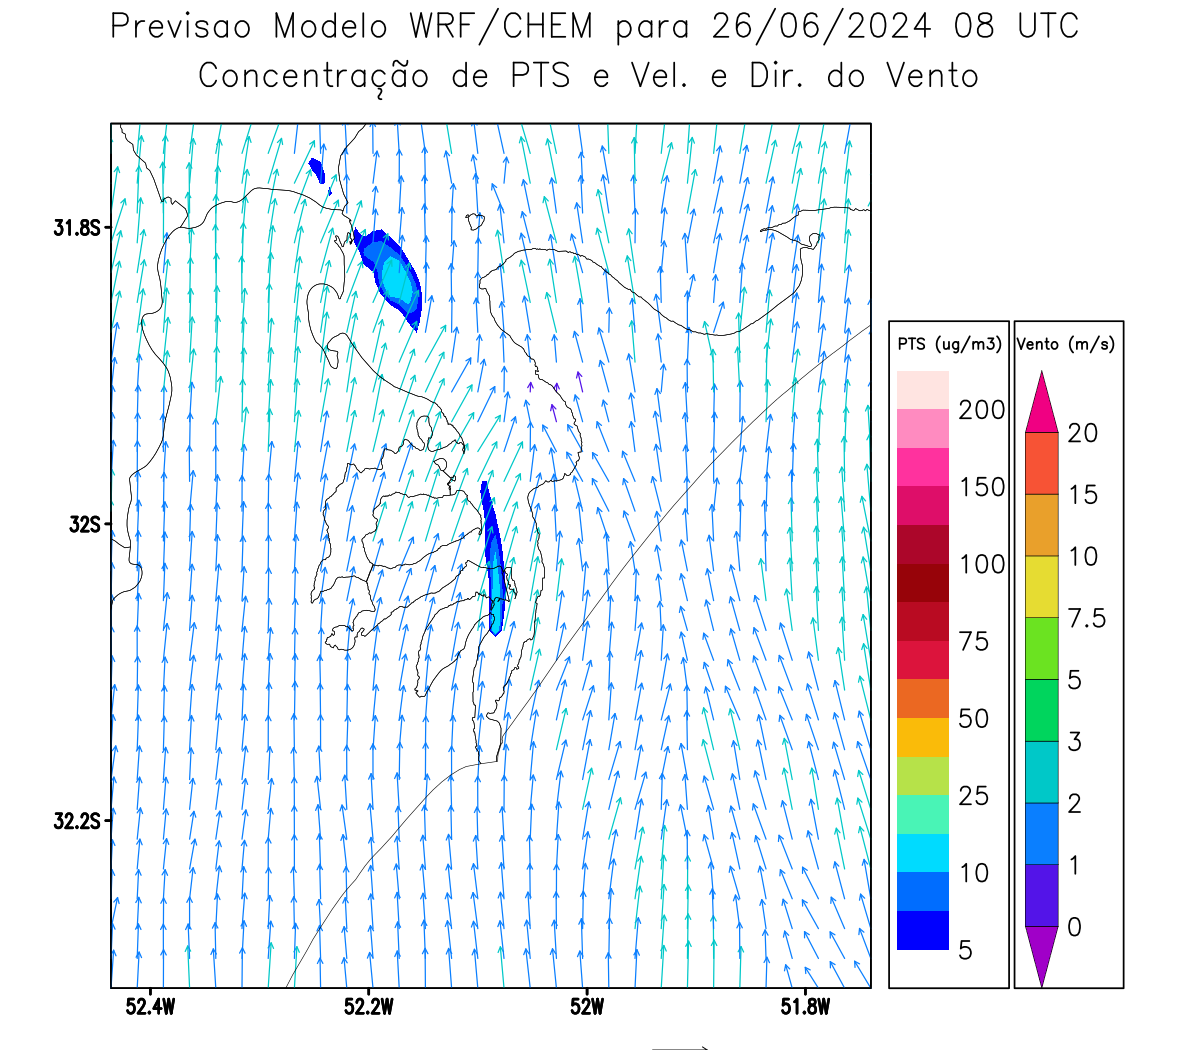 Previsao Modelo WRF/CHEM para 26/06/2024 08 UTC
Concentração de PTS e Vel. e Dir. do Vento
31.8S
32S
32.2S
52.4W
52.2W
52W
51.8W
PTS (ug/m3)
200
150
100
75
50
25
10
5
Vento (m/s)
20
15
10
7.5
5
3
2
1
0